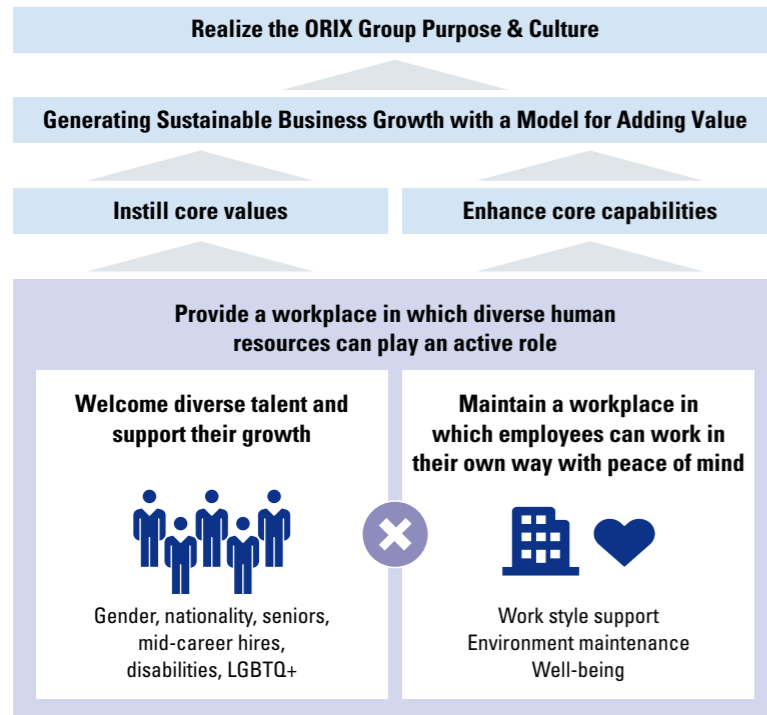 Realize the ORIX Group Purpose & Culture
Generating Sustainable Business Growth with a Model for Adding Value
Instill core values
Enhance core capabilities
Provide a workplace in which diverse human
resources can play an active role
Welcome diverse talent and
support their growth
Gender, nationality, seniors,
mid-career hires,
disabilities, LGBTQ+
Maintain a workplace in
which employees can work in
their own way with peace of mind
Work style support
Environment maintenance
Well-being